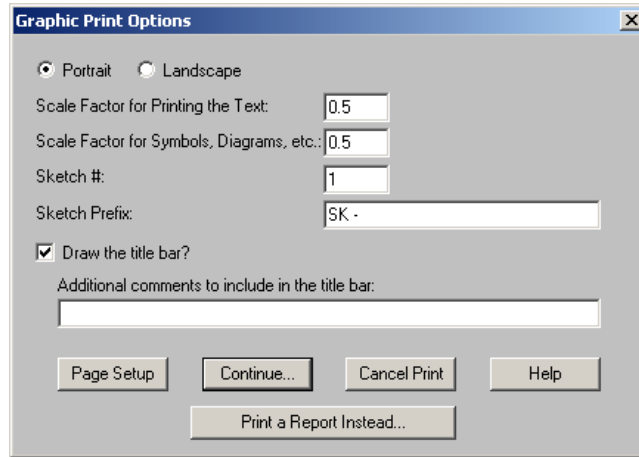 Graphic Print Options
Portrait Landscape
Scale Factor for Printing the Text: 0.5
Scale Factor for Symbols, Diagrams, etc.: 0.5
Sketch #: 1
Sketch Prefix: SK -
Draw the title bar?
Additional comments to include in the title bar:
Page Setup Continue... Cancel Print Help
Print a Report Instead...